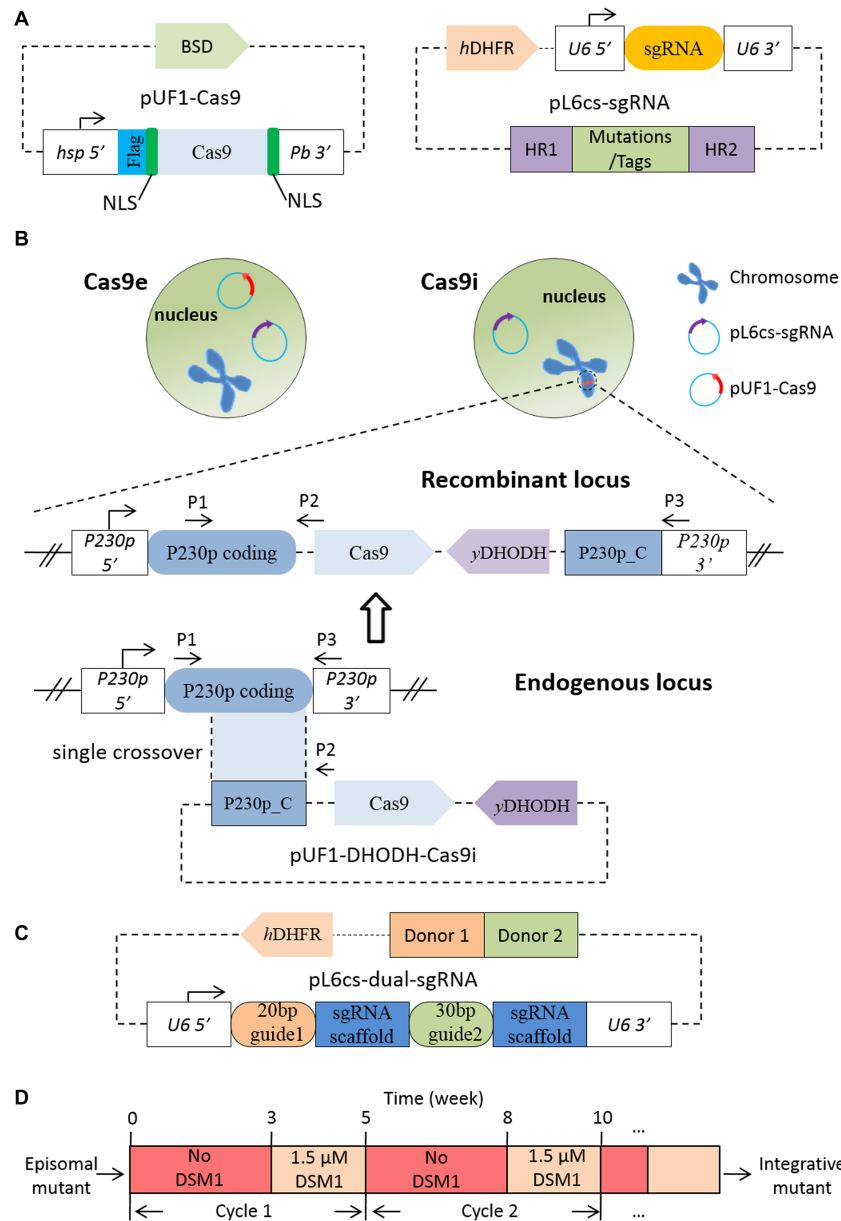 A
BSD
pUF1-Cas9
hsp 5’
Flag
Cas9
Pb 3’
NLS
NLS
hDHFR
U6 5’
sgRNA
U6 3’
pL6cs-sgRNA
HR1
Mutations
/Tags
HR2
B
Cas9e
nucleus
Cas9i
nucleus
Chromosome
pL6cs-sgRNA
pUF1-Cas9
Recombinant locus
P1
P2
P3
P230p
5’
P230p coding
Cas9
yDHODH
P230p_C
P230p
3’
P1
P3
P230p
5’
P230p coding
P230p
3’
Endogenous locus
single crossover
P2
P230p_C
Cas9
yDHODH
pUF1-DHODH-Cas9i
C
hDHFR
Donor 1
Donor 2
pL6cs-dual-sgRNA
U6 5’
20bp
guide1
sgRNA
scaffold
30bp
guide2
sgRNA
scaffold
U6 3’
D
Time (week)
0
3
5
8
10
...
Episomal
mutant
No
DSM1
1.5 µM
DSM1
No
DSM1
1.5 µM
DSM1
Integrative
mutant
Cycle 1
Cycle 2
...